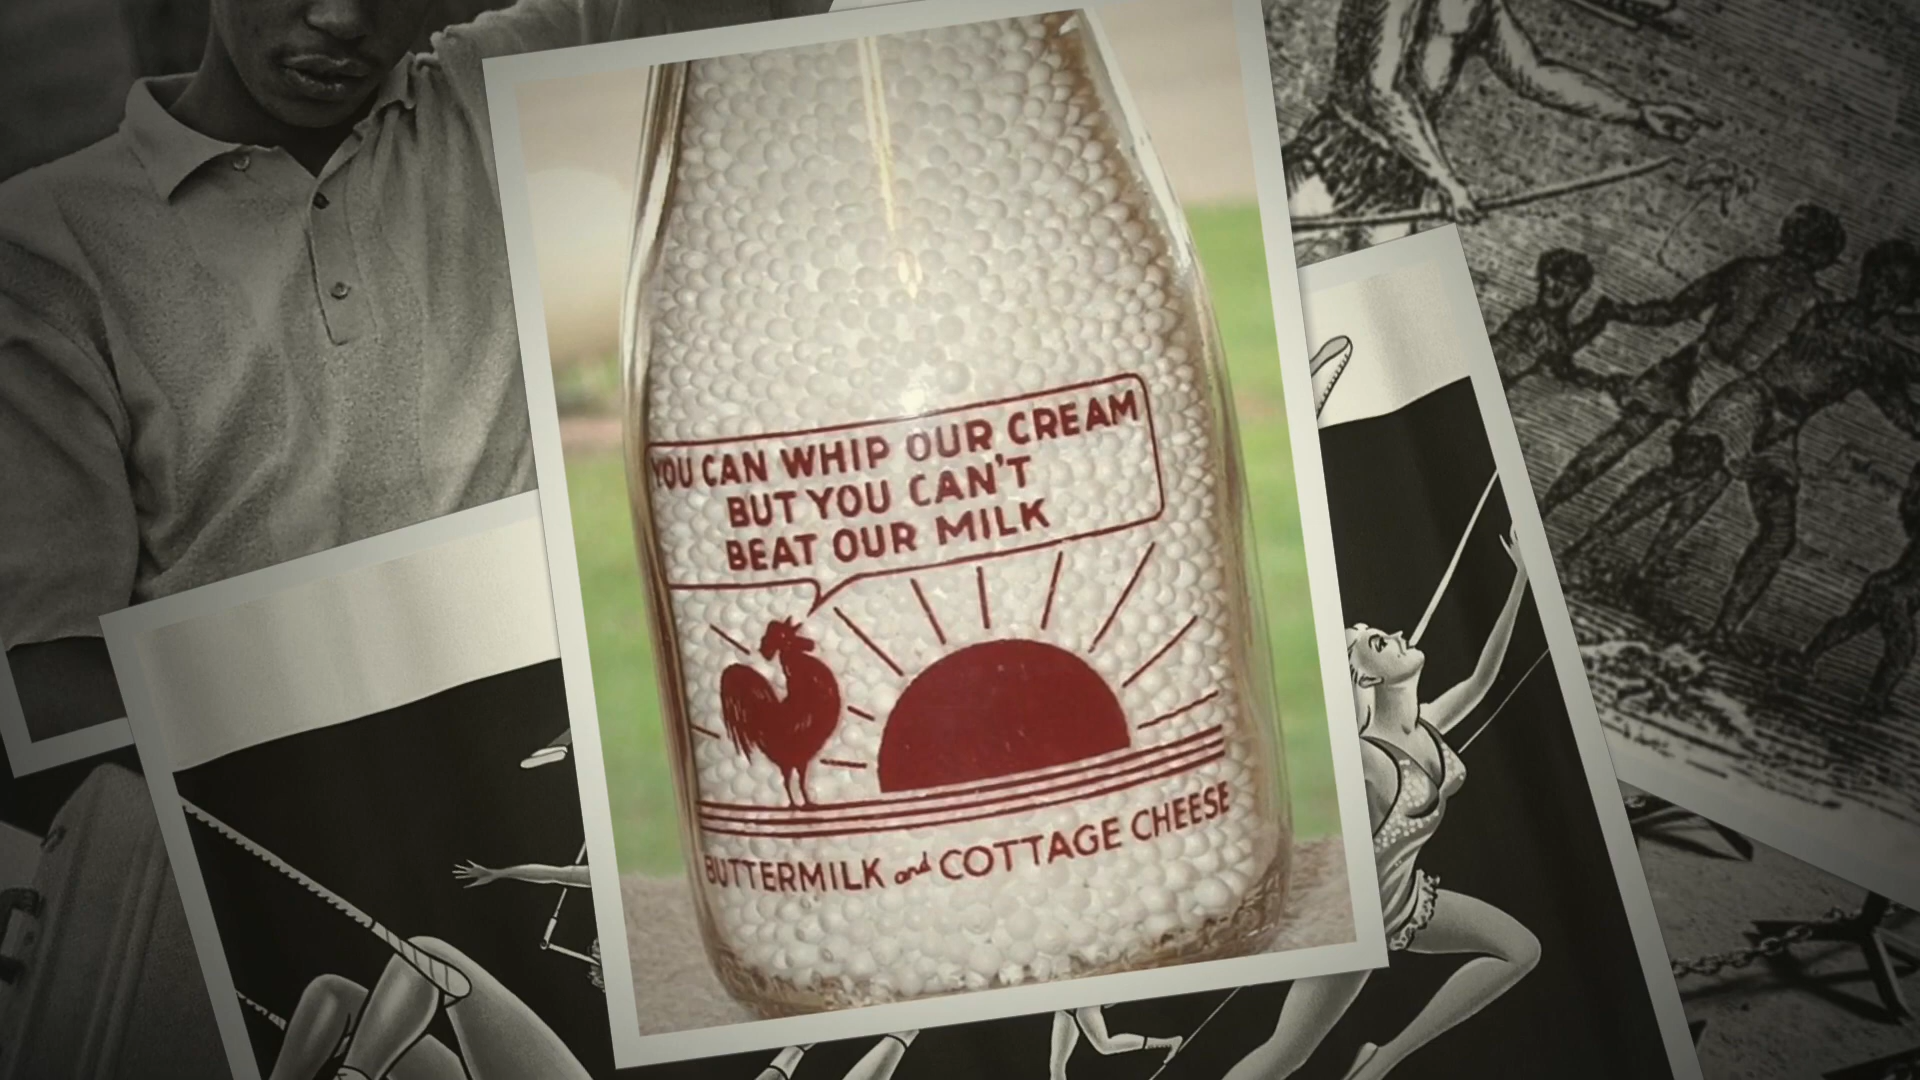 YOU CAN WHIP OUR CREAM
BUT YOU CAN'T
BEAT OUR MILK
BUTTERMILK and COTTAGE CHEESE